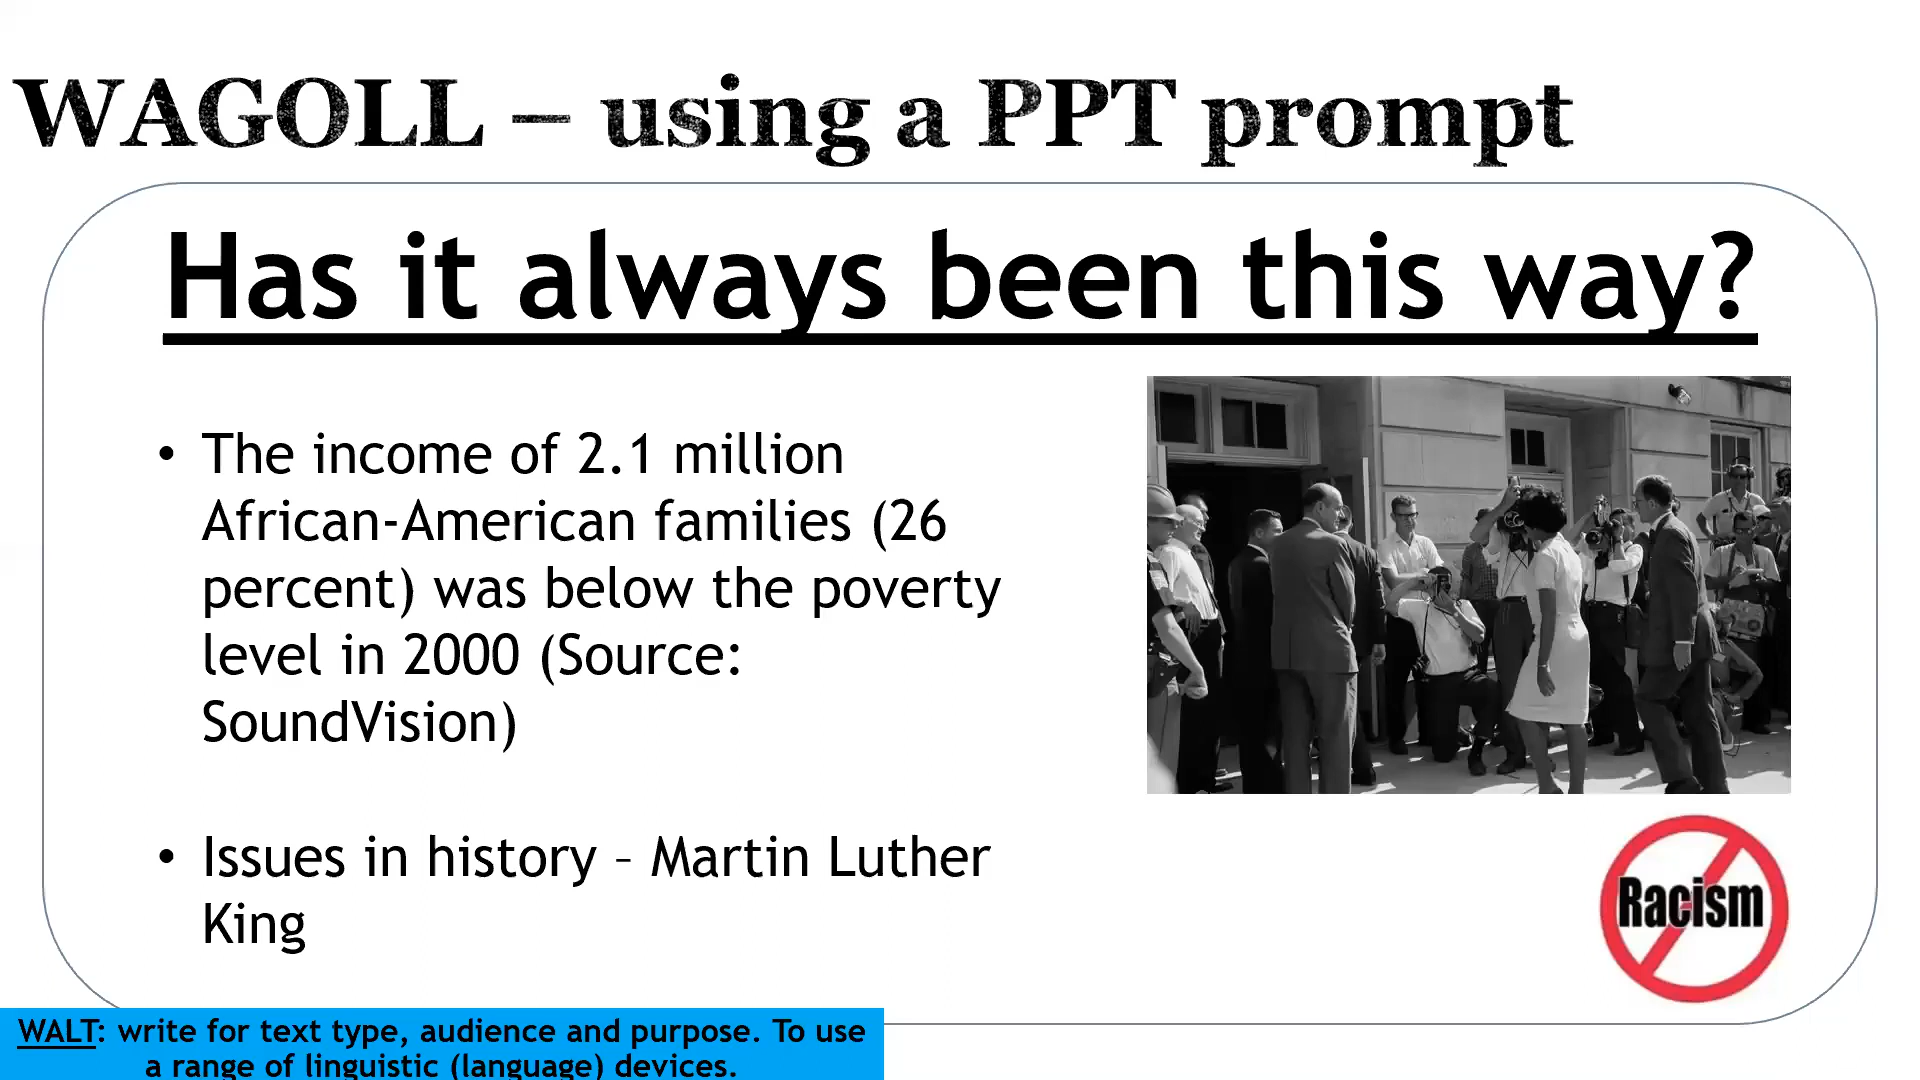 WAGOLL – using a PPT prompt
Has it always been this way?
• The income of 2.1 million
African-American families (26
percent) was below the poverty
level in 2000 (Source:
SoundVision)
• Issues in history – Martin Luther
King
Racism
WALT: write for text type, audience and purpose. To use
a range of linguistic (language) devices.